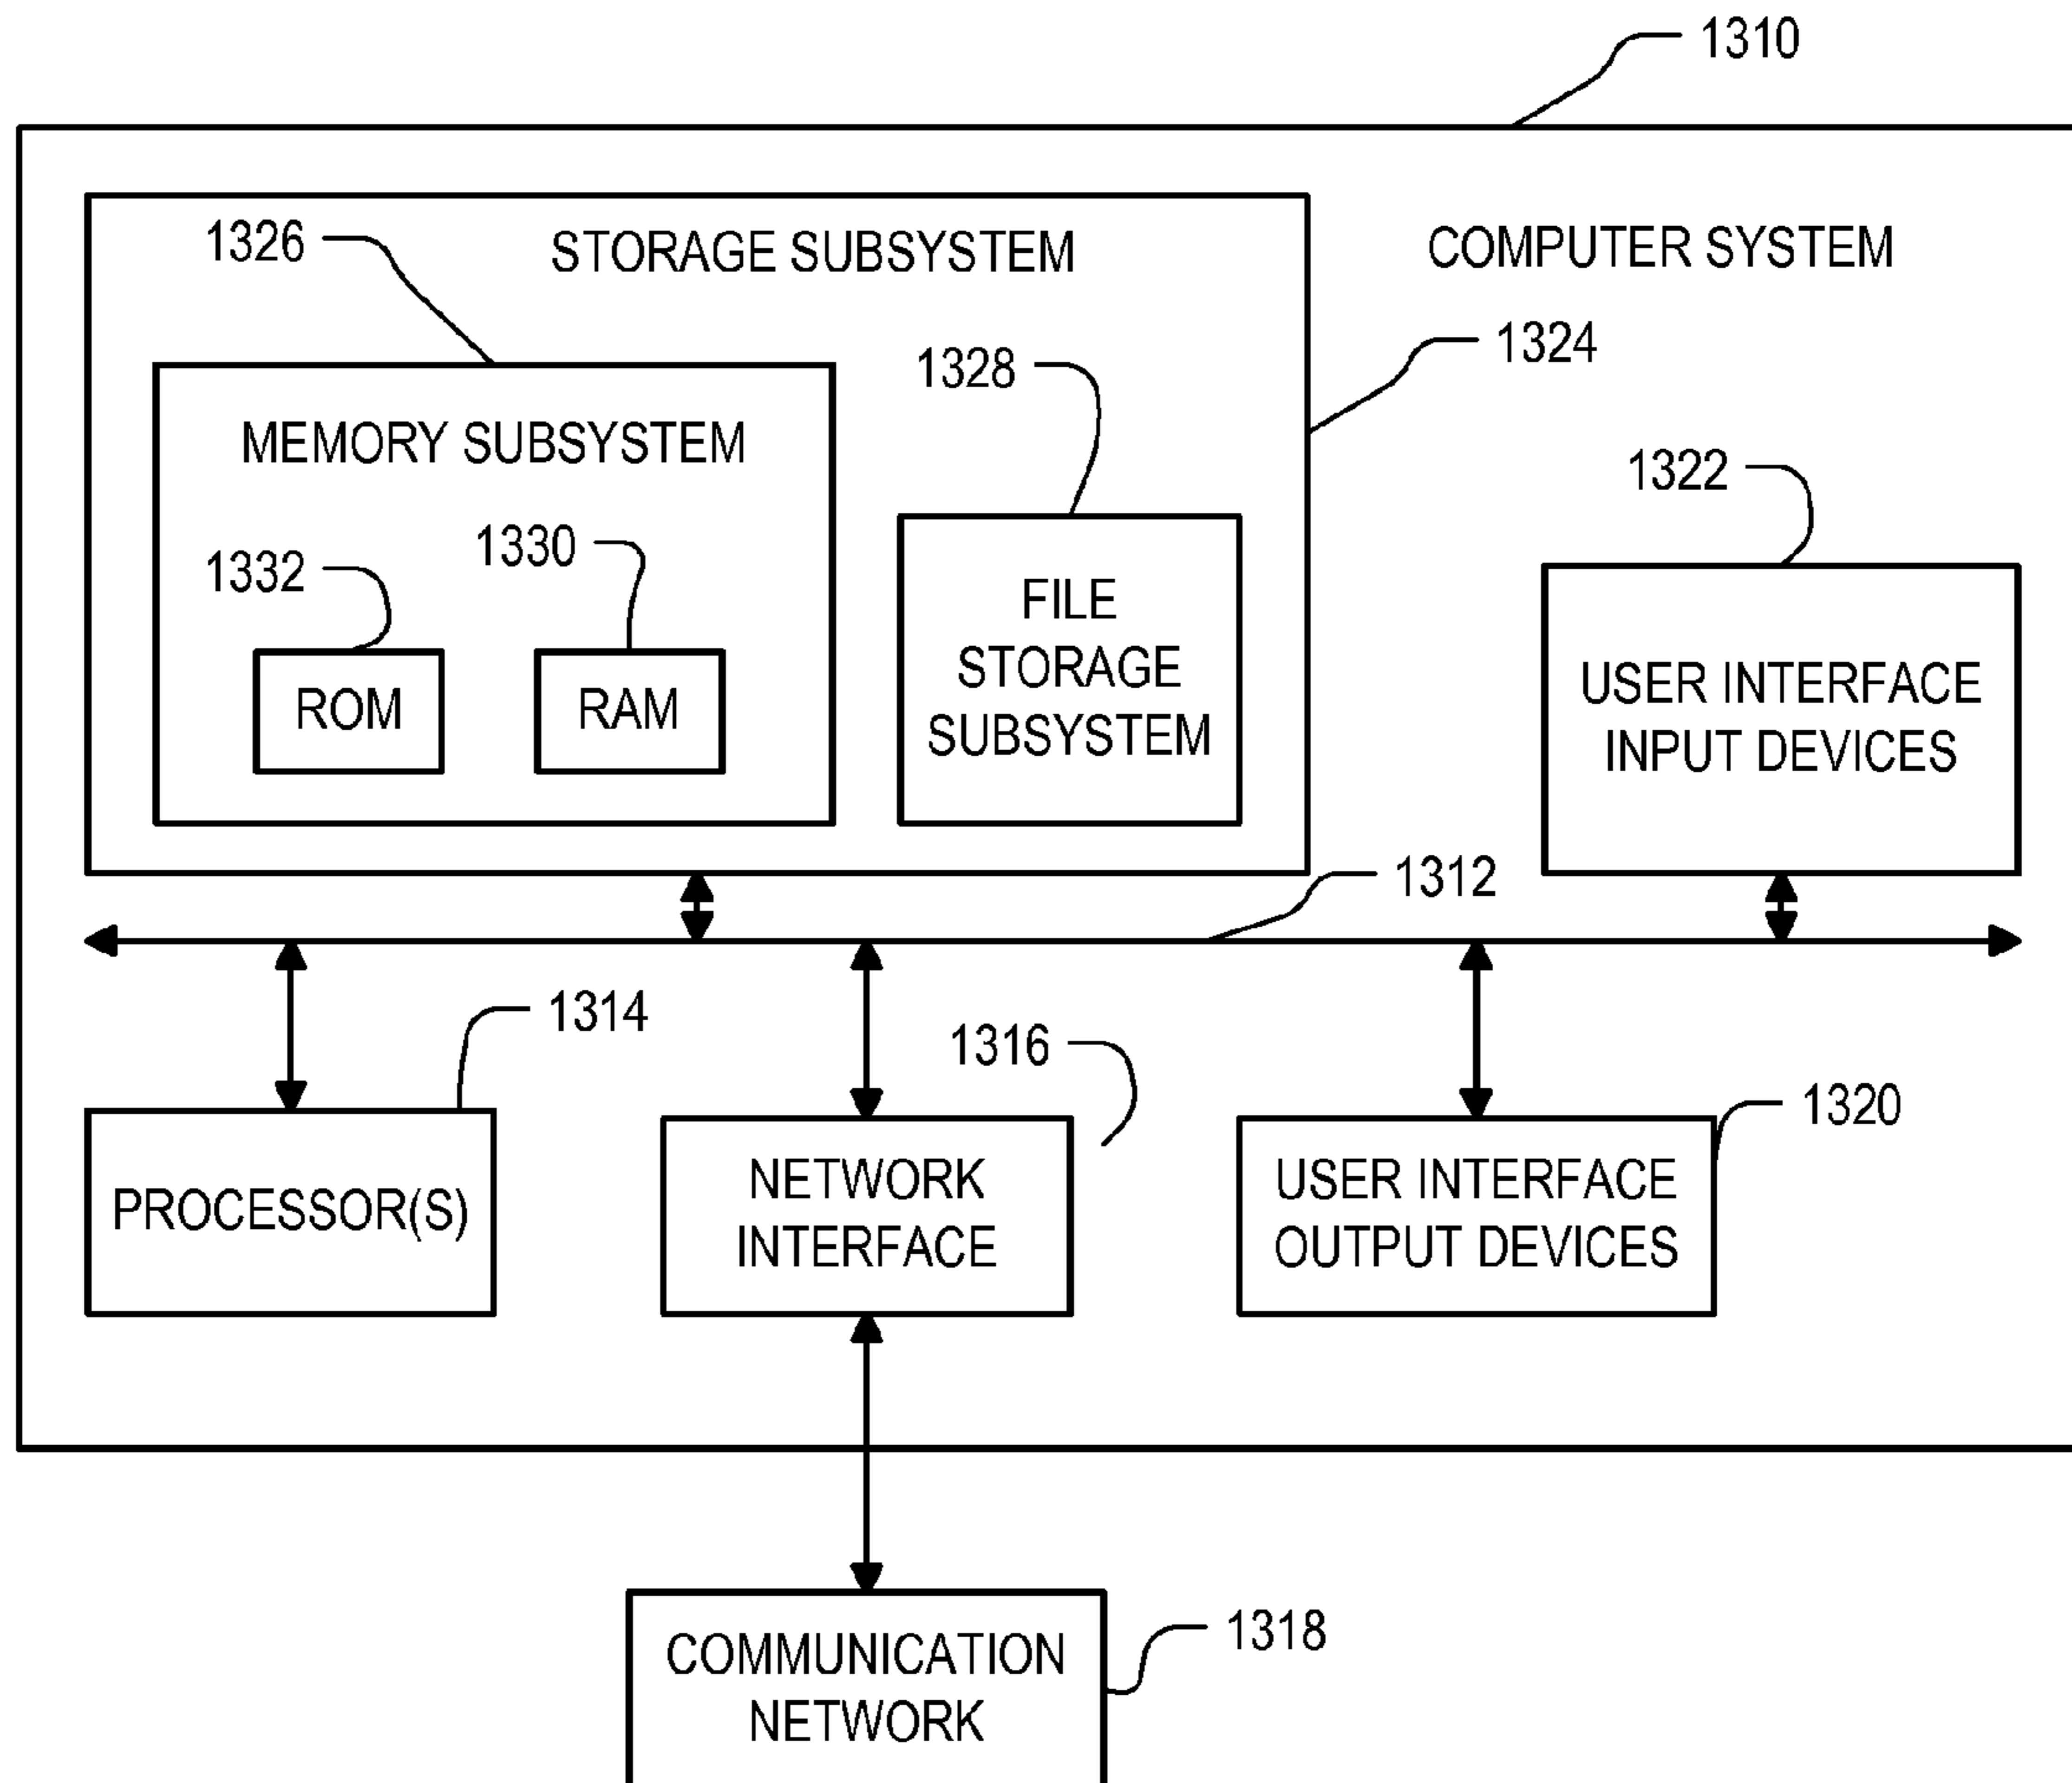 1310
1326
STORAGE SUBSYSTEM
COMPUTER SYSTEM
1324
1328
MEMORY SUBSYSTEM
1322
1332
1330
FILE
STORAGE
SUBSYSTEM
ROM
RAM
USER INTERFACE
INPUT DEVICES
1312
1314
1316
1320
PROCESSOR(S)
NETWORK
INTERFACE
USER INTERFACE
OUTPUT DEVICES
COMMUNICATION
NETWORK
1318